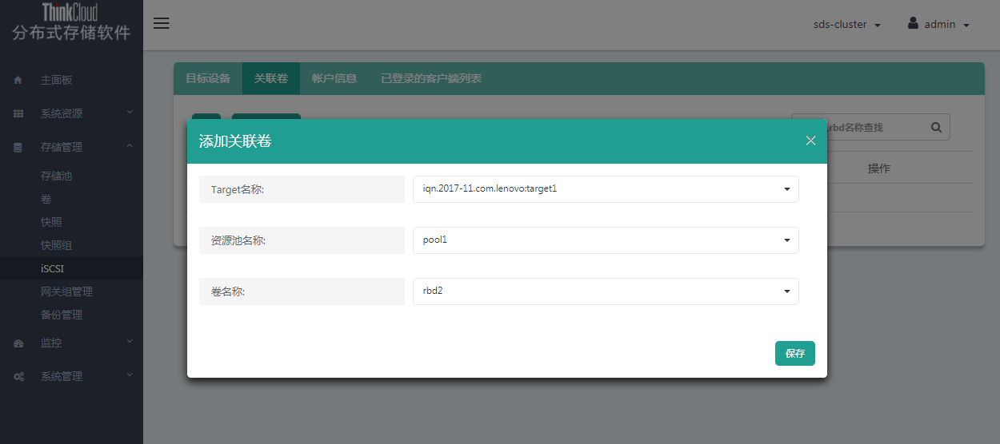 ThinkCloud
分布式存储软件
sds-cluster
admin
主面板
系统资源
存储管理
存储池
卷
快照
快照组
iSCSI
网关组管理
备份管理
监控
系统管理
目标设备 关联卷 帐户信息 已登录的客户端列表
rbd名称查找
操作
添加关联卷
Target名称: iqn.2017-11.com.lenovo:target1
资源池名称: pool1
卷名称: rbd2
保存